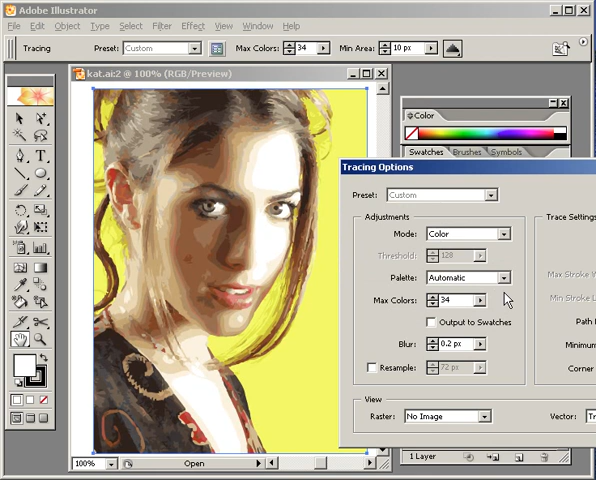 Adobe Illustrator
File Edit Object Type Select Filter Effect View Window Help
Tracing Preset: Custom Max Colors: 34 Min Area: 10 px
kat.ai:2 @ 100% (RGB/Preview)
Color
Swatches Brushes Symbols
Tracing Options
Preset: Custom
Adjustments
Trace Settings
Mode: Color
Threshold: 128
Palette: Automatic
Max Stroke W
Max Colors: 34
Min Stroke L
Output to Swatches
Path
Blur: 0.2 px
Minimum
Resample: 72 px
Corner
View
Raster: No Image
Vector: Tr
100% Open
1 Layer